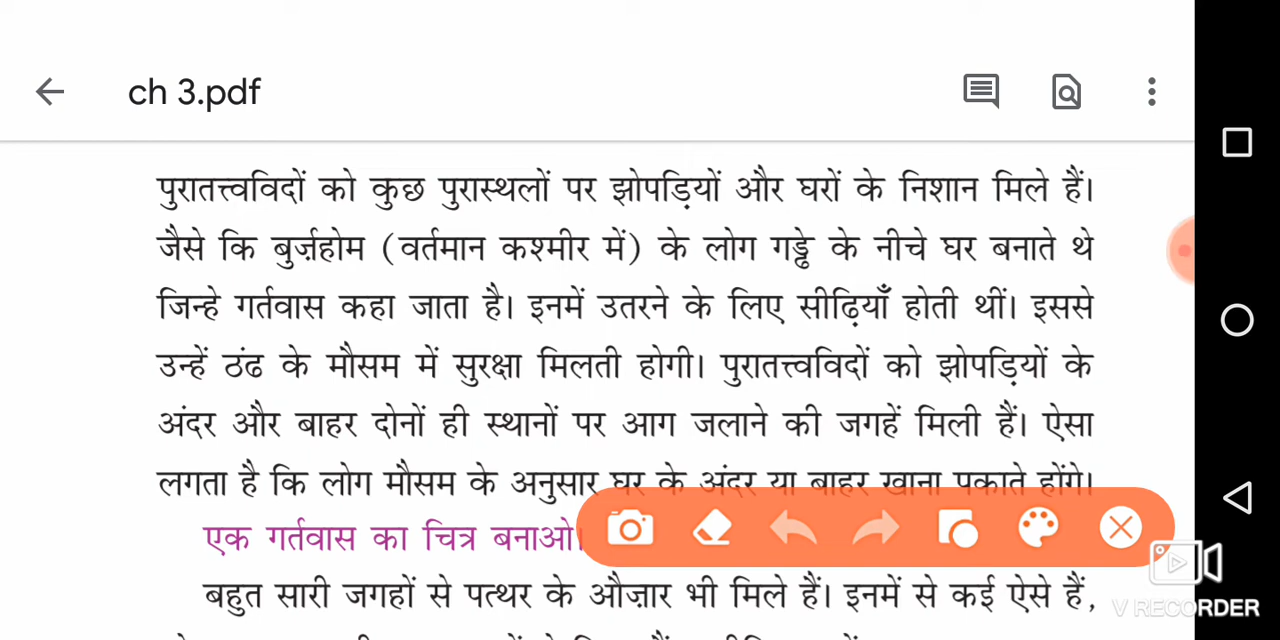 ch 3.pdf
पुरातत्त्वविदों को कुछ पुरास्थलों पर झोपड़ियों और घरों के निशान मिले हैं।
जैसे कि बुर्ज़होम (वर्तमान कश्मीर में) के लोग गड्ढे के नीचे घर बनाते थे
जिन्हे गर्तवास कहा जाता है। इनमें उतरने के लिए सीढ़ियाँ होती थीं। इससे
उन्हें ठंढ के मौसम में सुरक्षा मिलती होगी। पुरातत्त्वविदों को झोपड़ियों के
अंदर और बाहर दोनों ही स्थानों पर आग जलाने की जगहें मिली हैं। ऐसा
लगता है कि लोग मौसम के अनुसार घर के अंदर या बाहर खाना पकाते होंगे।
एक गर्तवास का चित्र बनाओ।
बहुत सारी जगहों से पत्थर के औज़ार भी मिले हैं। इनमें से कई ऐसे हैं,
V RECORDER